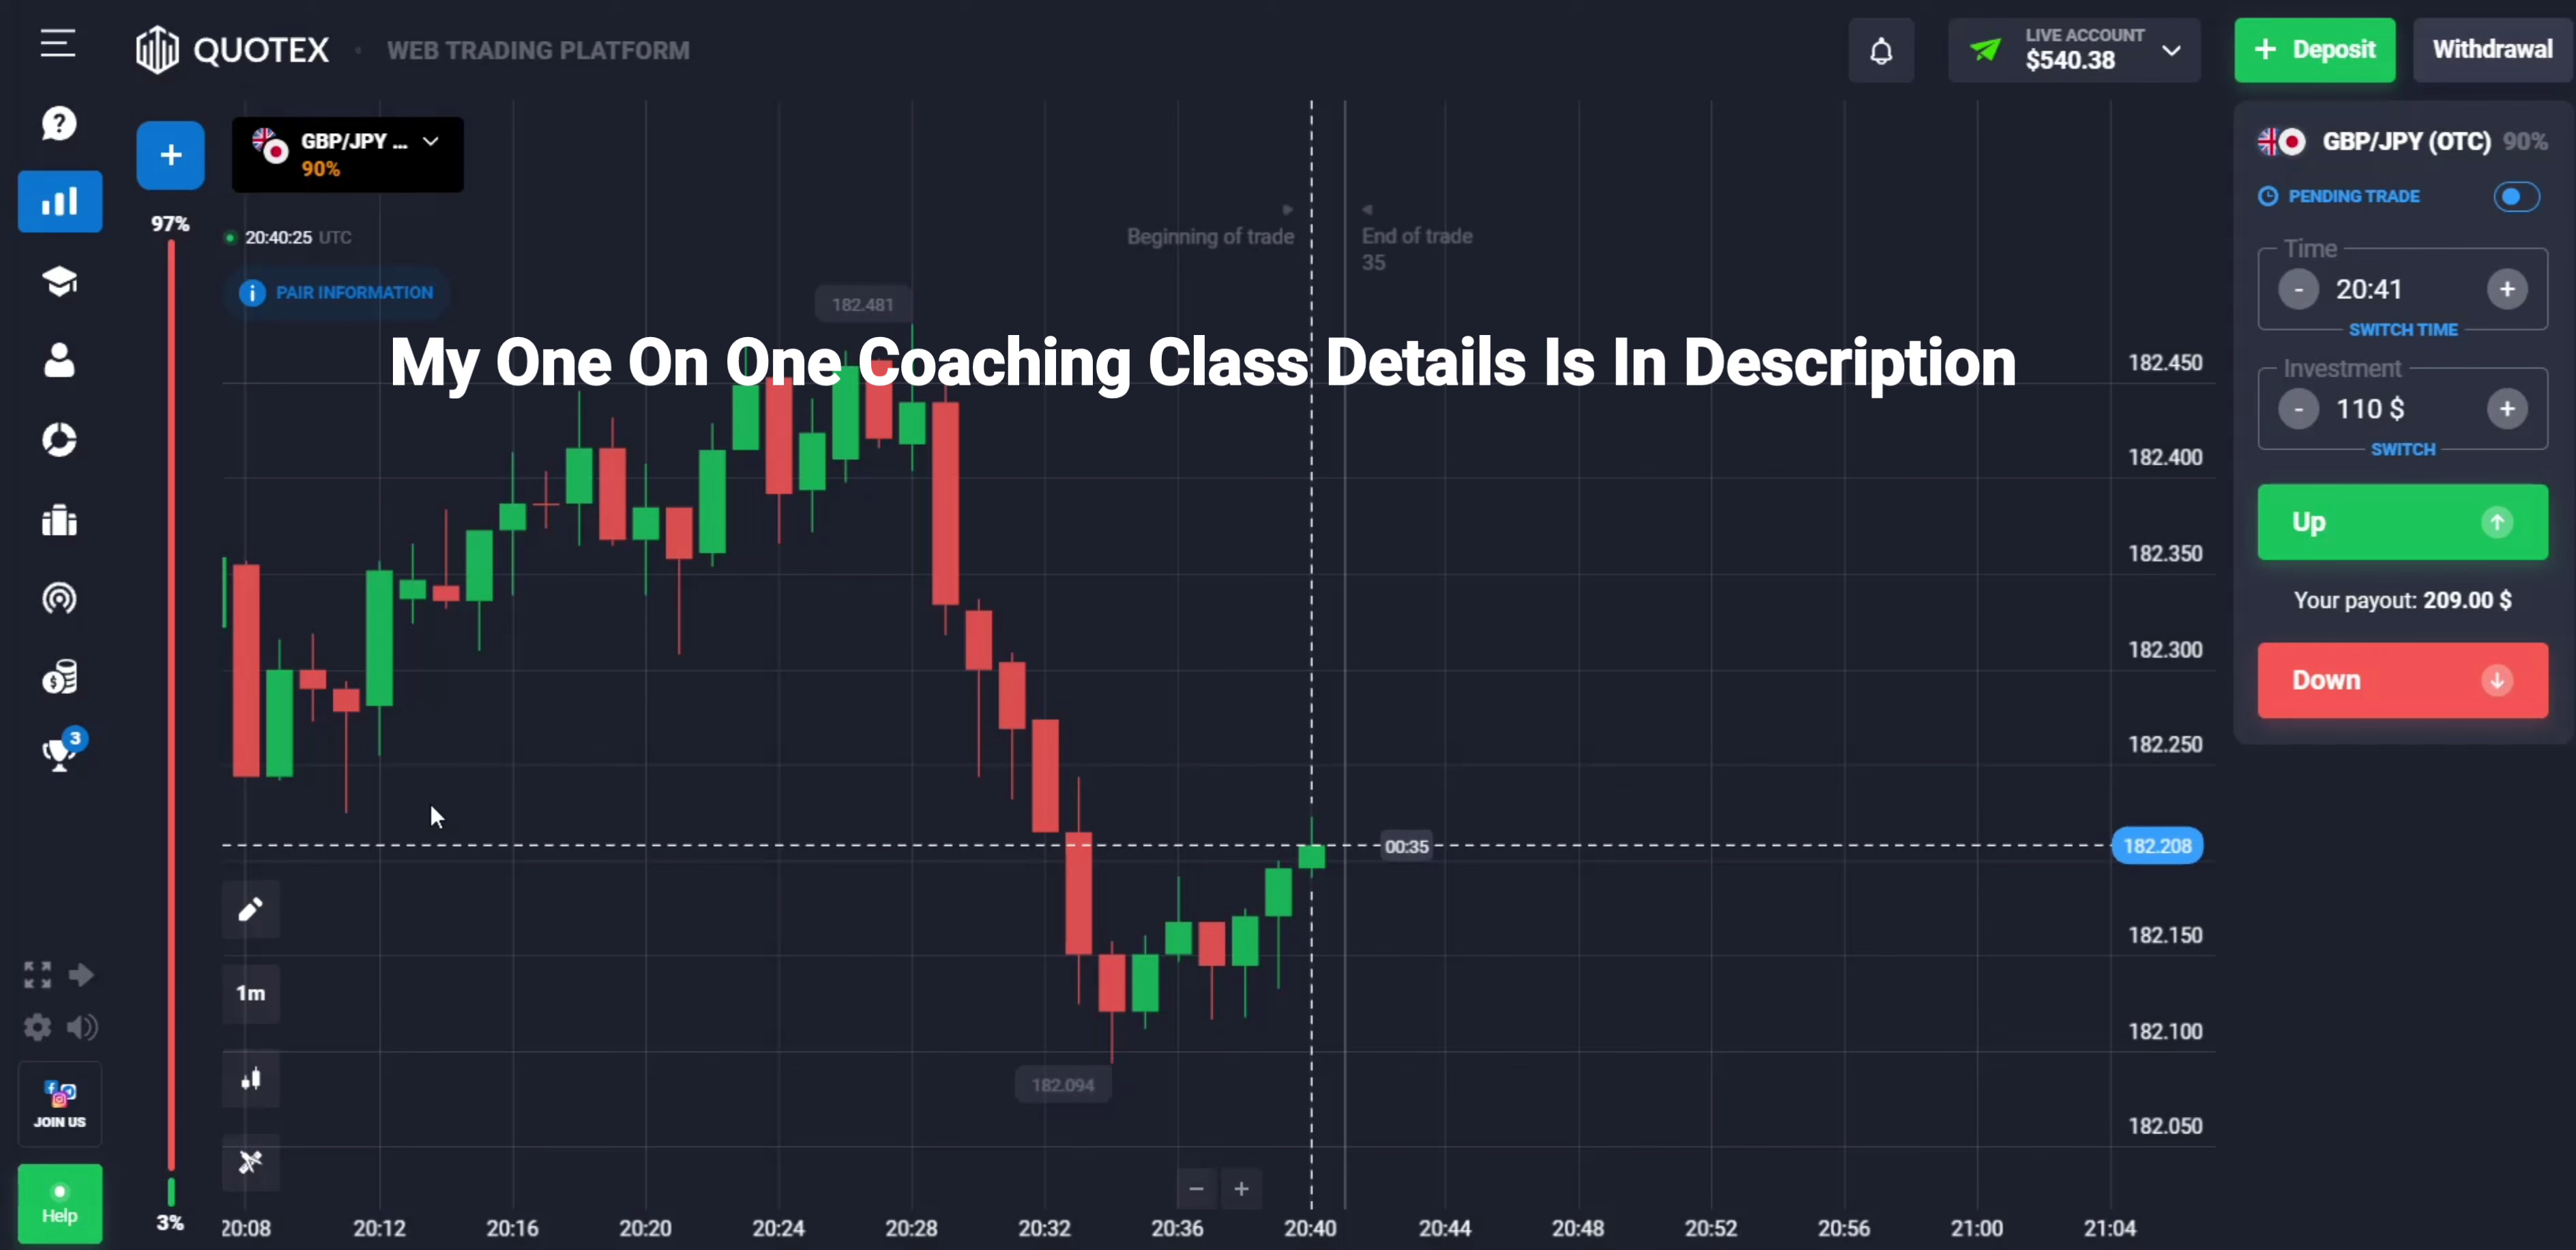 QUOTEX
WEB TRADING PLATFORM
LIVE ACCOUNT
$540.38
+ Deposit
Withdrawal
GBP/JPY ...
90%
97%
20:40:25 UTC
PAIR INFORMATION
Beginning of trade
End of trade
35
182.481
My One On One Coaching Class Details Is In Description
182.450
182.400
182.350
182.300
182.250
182.208
182.150
182.100
182.050
00:35
182.094
GBP/JPY (OTC) 90%
PENDING TRADE
Time
- 20:41 +
SWITCH TIME
Investment
- 110 $ +
SWITCH
Up
Your payout: 209.00 $
Down
3
1m
JOIN US
Help
3%
20:08 20:12 20:16 20:20 20:24 20:28 20:32 20:36 20:40 20:44 20:48 20:52 20:56 21:00 21:04